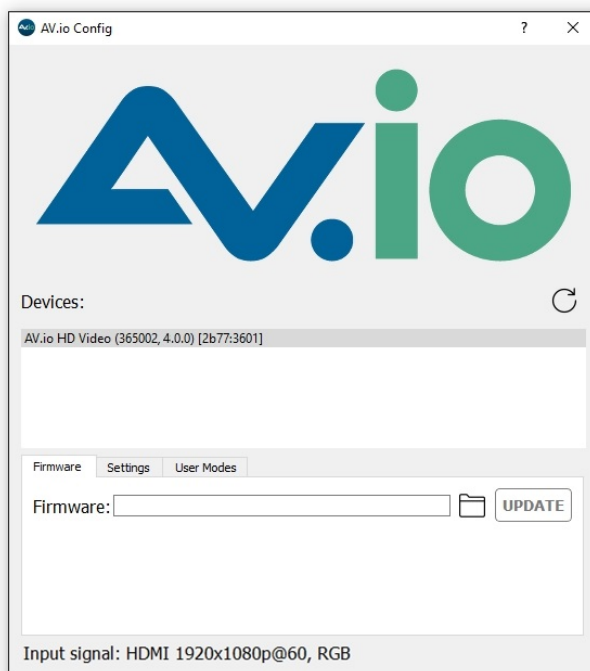 AV.io Config
AV.io
Devices:
AV.io HD Video (365002, 4.0.0) [2b77:3601]
Firmware Settings User Modes
Firmware: UPDATE
Input signal: HDMI 1920x1080p@60, RGB